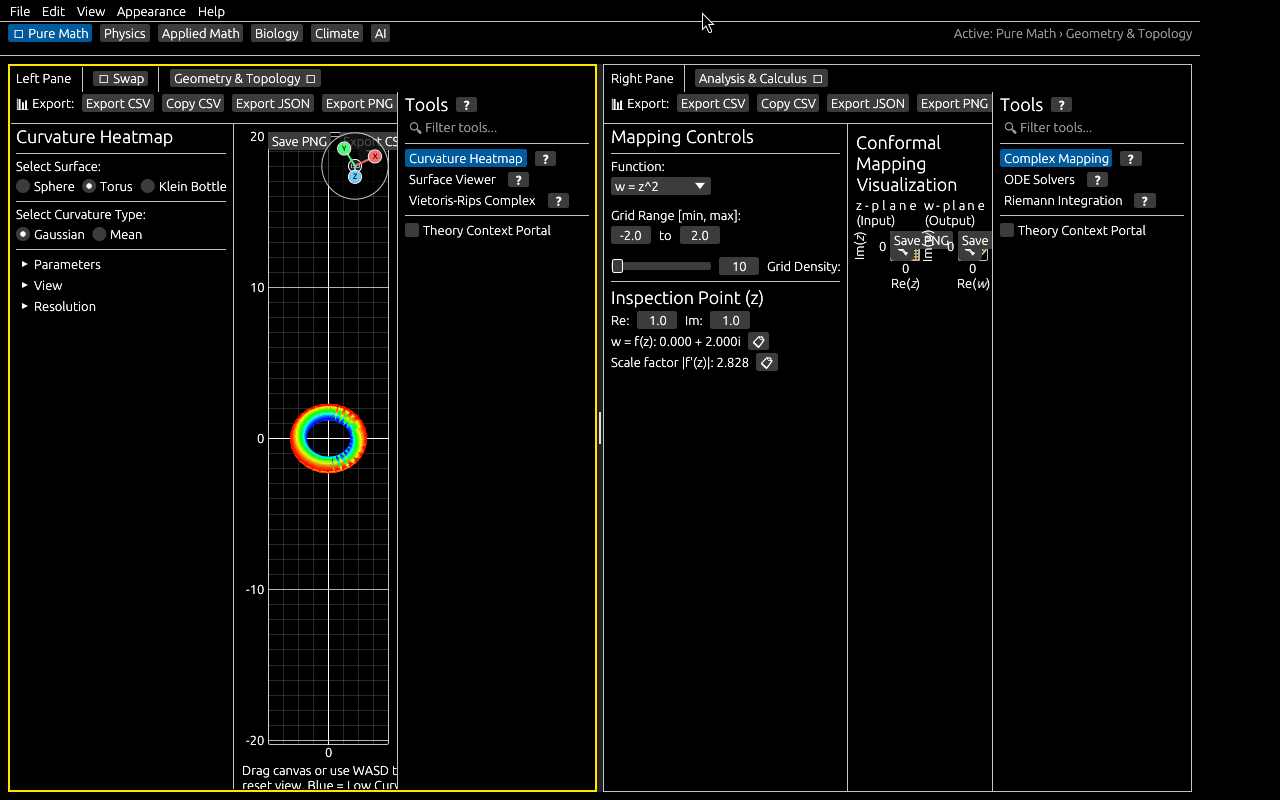 File Edit View Appearance Help
Pure Math Physics Applied Math Biology Climate AI Active: Pure Math › Geometry & Topology
Left Pane Swap Geometry & Topology
Export: Export CSV Copy CSV Export JSON Export PNG
Curvature Heatmap
Select Surface:
Sphere Torus Klein Bottle
Select Curvature Type:
Gaussian Mean
Parameters
View
Resolution
Save PNG Export CS
Y X Z
20
10
0
-10
-20
0
Drag canvas or use WASD t
reset view. Blue = Low Cur
Tools ?
Filter tools...
Curvature Heatmap ?
Surface Viewer ?
Vietoris-Rips Complex ?
Theory Context Portal
Right Pane Analysis & Calculus
Export: Export CSV Copy CSV Export JSON Export PNG
Mapping Controls
Function:
w = z^2
Grid Range [min, max]:
-2.0 to 2.0
10 Grid Density:
Inspection Point (z)
Re: 1.0 Im: 1.0
w = f(z): 0.000 + 2.000i
Scale factor |f'(z)|: 2.828
Conformal
Mapping
Visualization
z-plane w-plane
(Input) (Output)
Im(z) 0 Save PNG 0 Save
0 0
Re(z) Re(w)
Tools ?
Filter tools...
Complex Mapping ?
ODE Solvers ?
Riemann Integration ?
Theory Context Portal